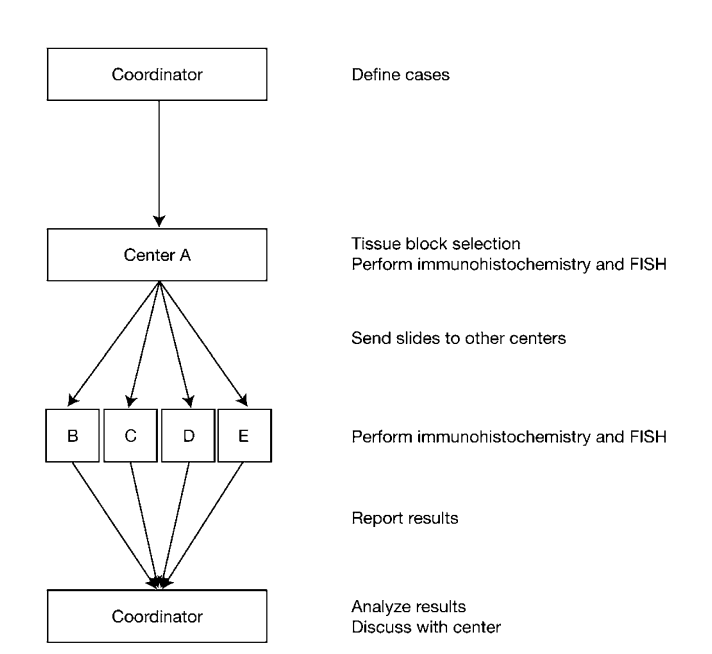 Coordinator
Define cases
Center A
Tissue block selection
Perform immunohistochemistry and FISH
Send slides to other centers
B C D E
Perform immunohistochemistry and FISH
Report results
Coordinator
Analyze results
Discuss with center